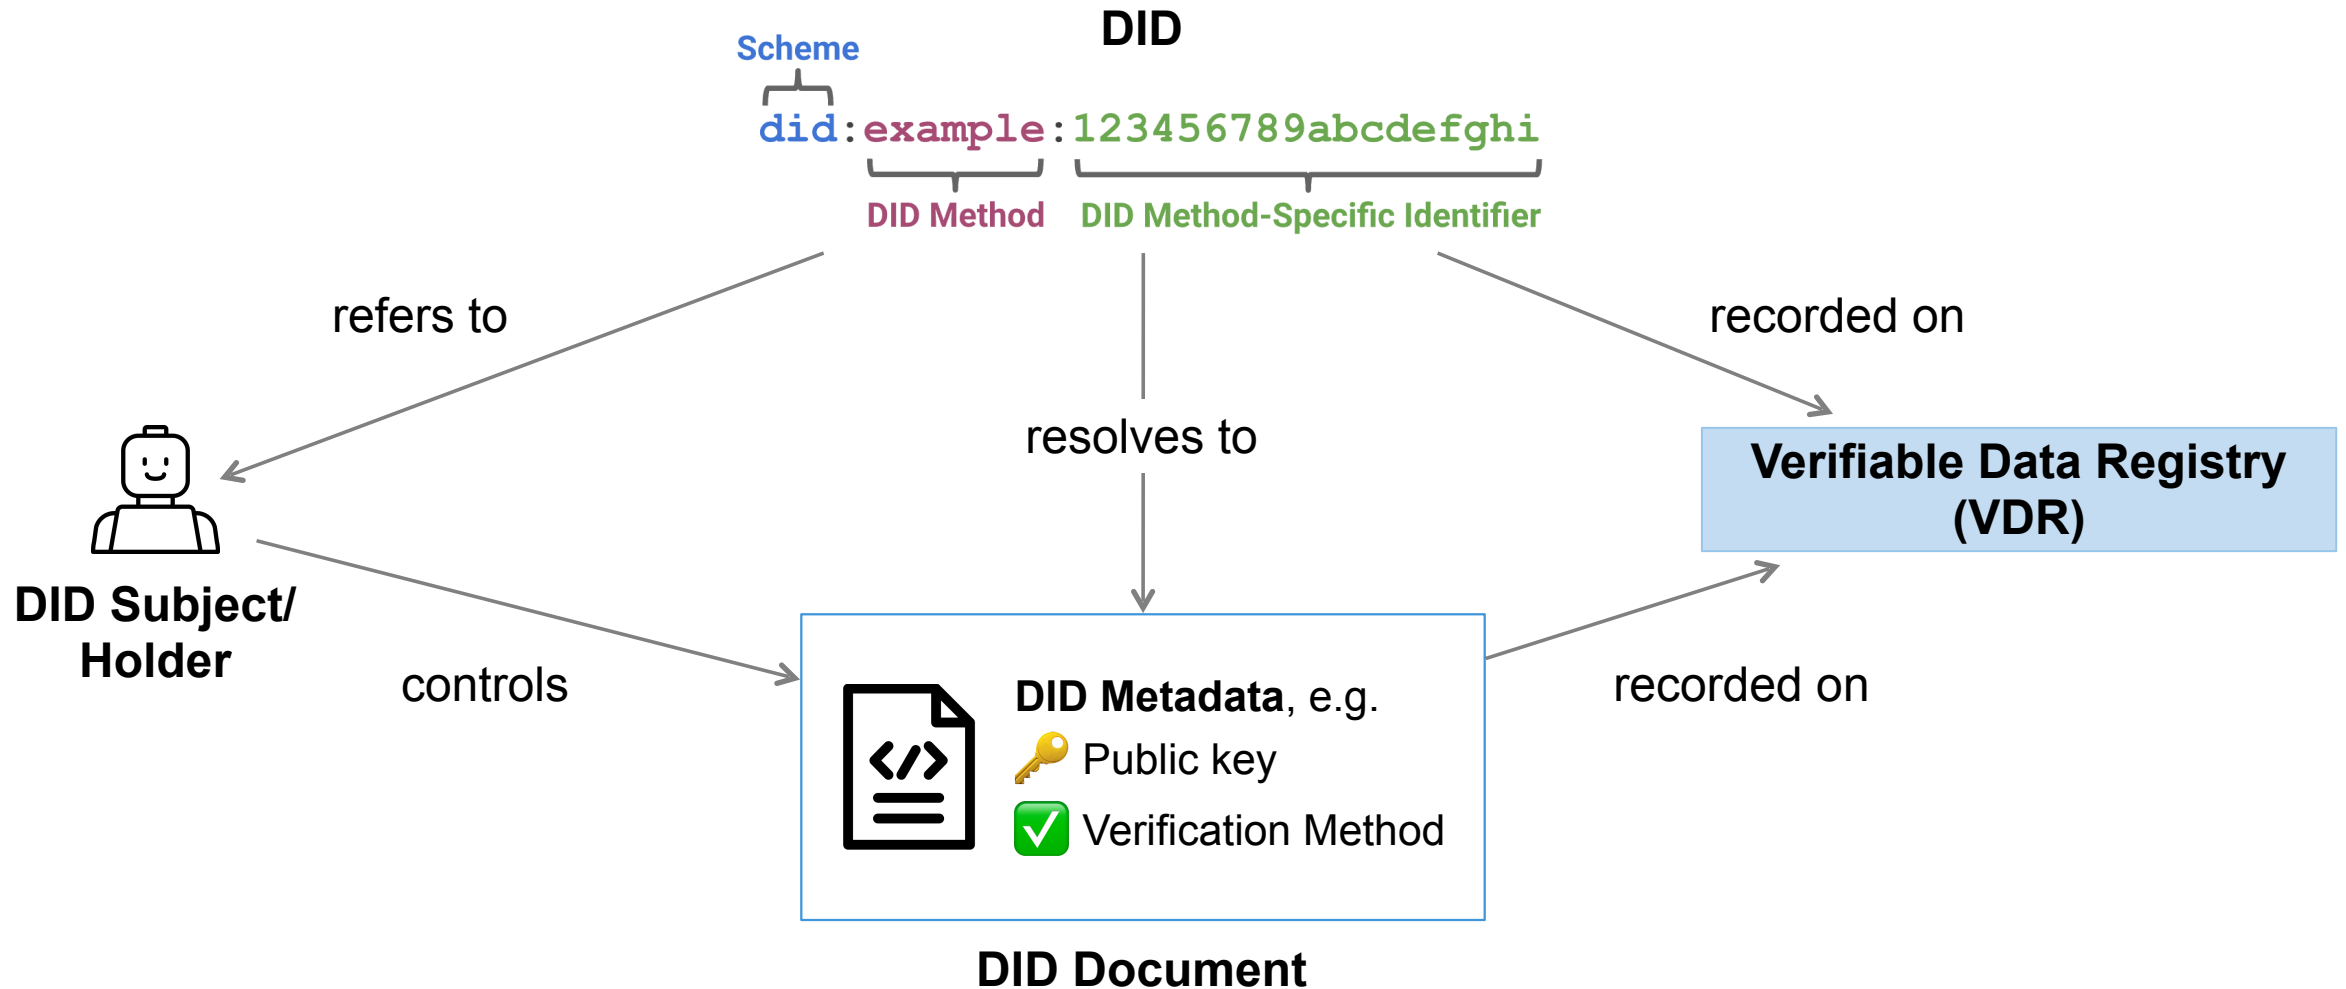 DID
Scheme
did:example:123456789abcdefghi
DID Method
DID Method-Specific Identifier
refers to
recorded on
resolves to
Verifiable Data Registry
(VDR)
DID Subject/
Holder
controls
DID Metadata, e.g.
Public key
Verification Method
recorded on
DID Document